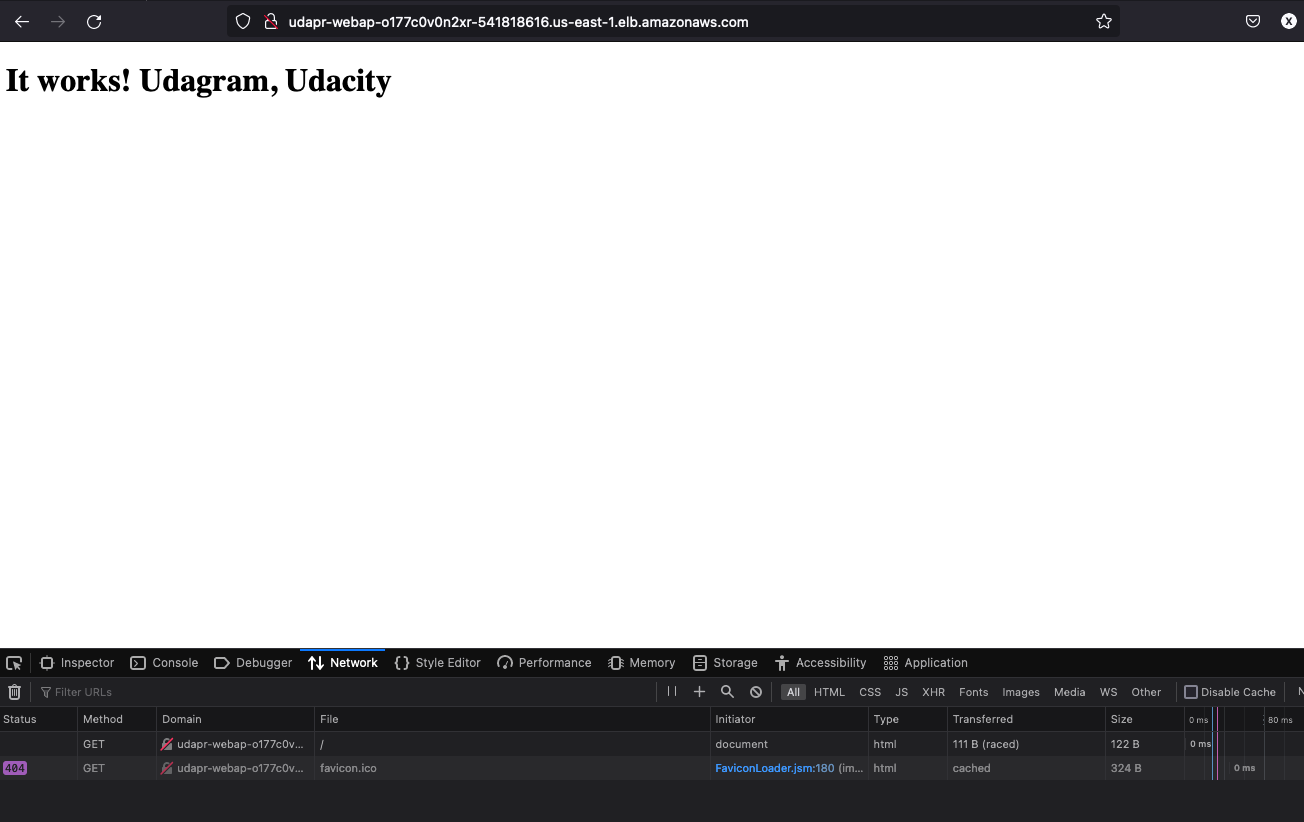 udapr-webap-o177c0v0n2xr-541818616.us-east-1.elb.amazonaws.com
It works! Udagram, Udacity
Inspector Console Debugger Network Style Editor Performance Memory Storage Accessibility Application
Filter URLs All HTML CSS JS XHR Fonts Images Media WS Other Disable Cache
Status Method Domain File Initiator Type Transferred Size 0 ms 80 ms
GET udapr-webap-o177c0v... / document html 111 B (raced) 122 B 0 ms
404 GET udapr-webap-o177c0v... favicon.ico FaviconLoader.jsm:180 (im... html cached 324 B 0 ms